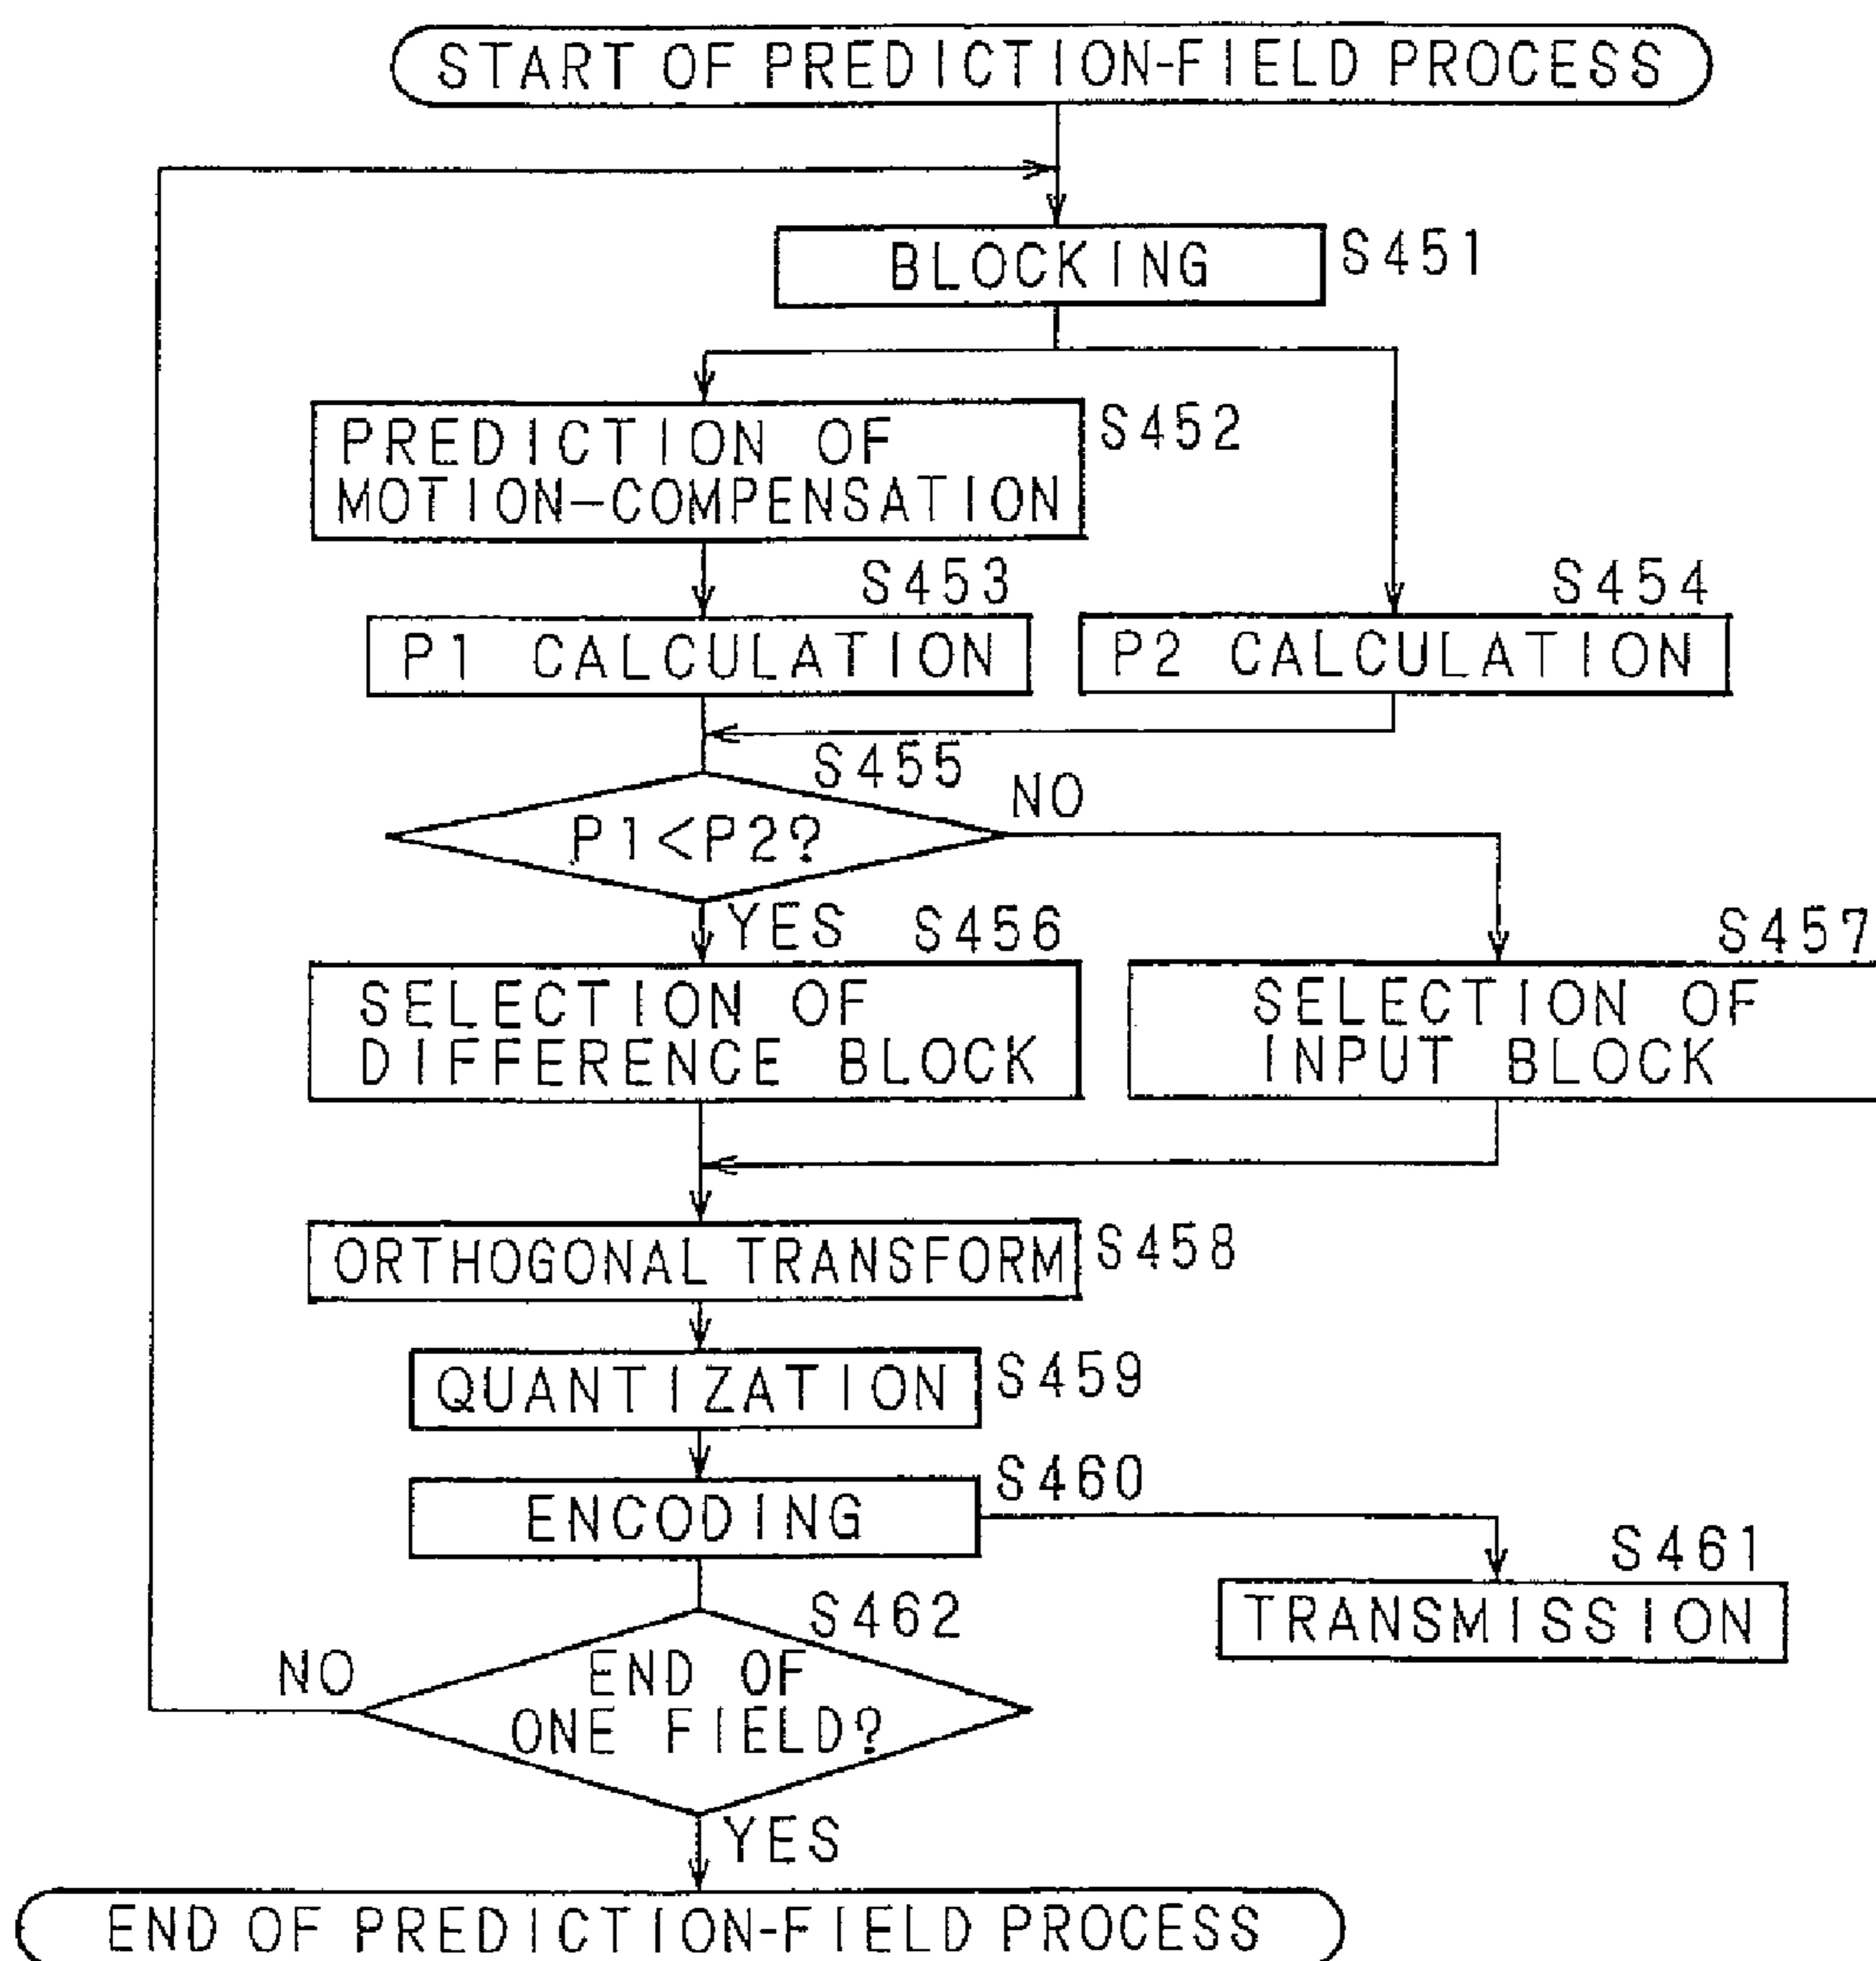 START OF PREDICTION-FIELD PROCESS
BLOCKING
S451
PREDICTION OF
MOTION-COMPENSATION
S452
S453
P1 CALCULATION
S454
P2 CALCULATION
S455
P1<P2?
NO
YES
S456
SELECTION OF
DIFFERENCE BLOCK
S457
SELECTION OF
INPUT BLOCK
ORTHOGONAL TRANSFORM
S458
QUANTIZATION
S459
ENCODING
S460
S461
TRANSMISSION
S462
END OF
ONE FIELD?
NO
YES
END OF PREDICTION-FIELD PROCESS